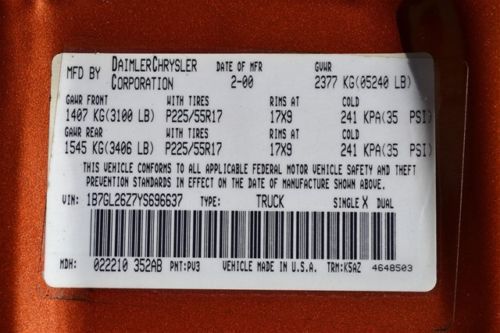 MFD BY DAIMLERCHRYSLER CORPORATION DATE OF MFR 2-00 GVWR 2377 KG(05240 LB)
GAWR FRONT WITH TIRES RIMS AT COLD
1407 KG(3100 LB) P225/55R17 17X9 241 KPA(35 PSI)
GAWR REAR WITH TIRES RIMS AT COLD
1545 KG(3406 LB) P225/55R17 17X9 241 KPA(35 PSI)
THIS VEHICLE CONFORMS TO ALL APPLICABLE FEDERAL MOTOR VEHICLE SAFETY AND THEFT
PREVENTION STANDARDS IN EFFECT ON THE DATE OF MANUFACTURE SHOWN ABOVE.
VIN: 1B7GL26Z7YS696637 TYPE: TRUCK SINGLE X DUAL
MDH: 022210 352AB PNT:PV3 VEHICLE MADE IN U.S.A. TRM:K5AZ 4648503